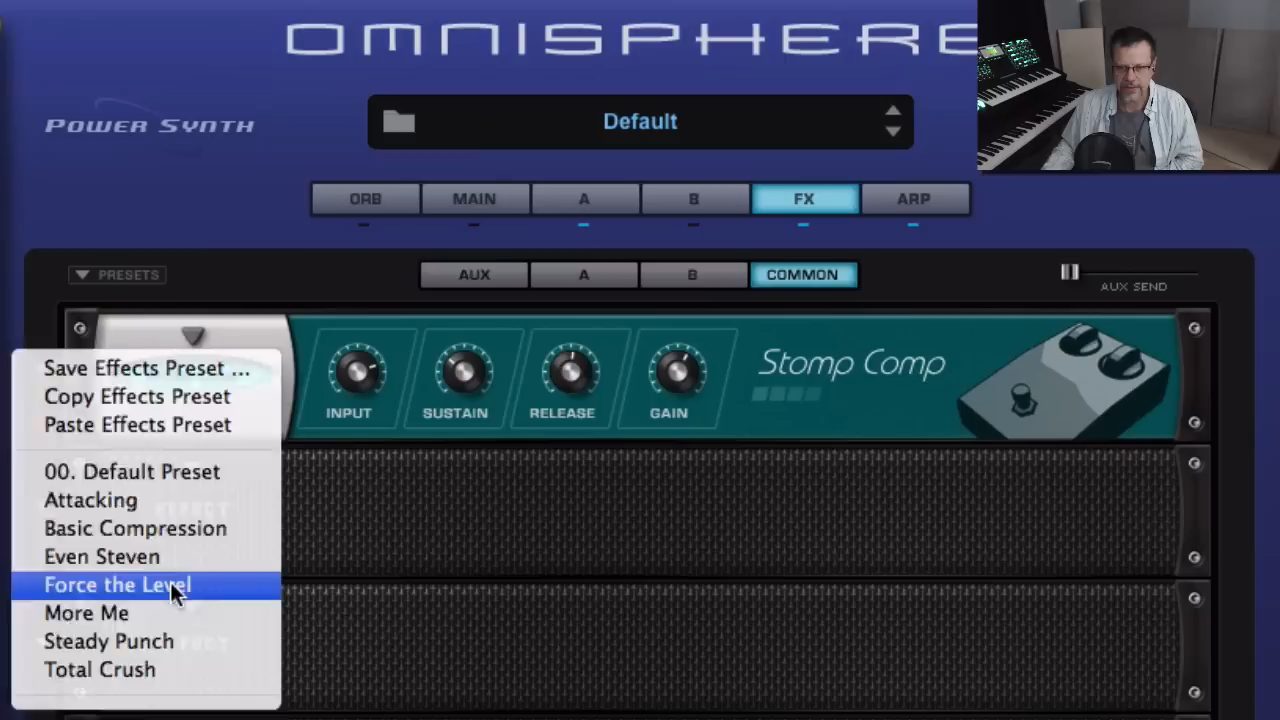 OMNISPHERE
POWER SYNTH
Default
ORB
MAIN
A
B
FX
ARP
PRESETS
AUX
A
B
COMMON
AUX SEND
INPUT
SUSTAIN
RELEASE
GAIN
Stomp Comp
Save Effects Preset ...
Copy Effects Preset
Paste Effects Preset
00. Default Preset
Attacking
Basic Compression
Even Steven
Force the Level
More Me
Steady Punch
Total Crush